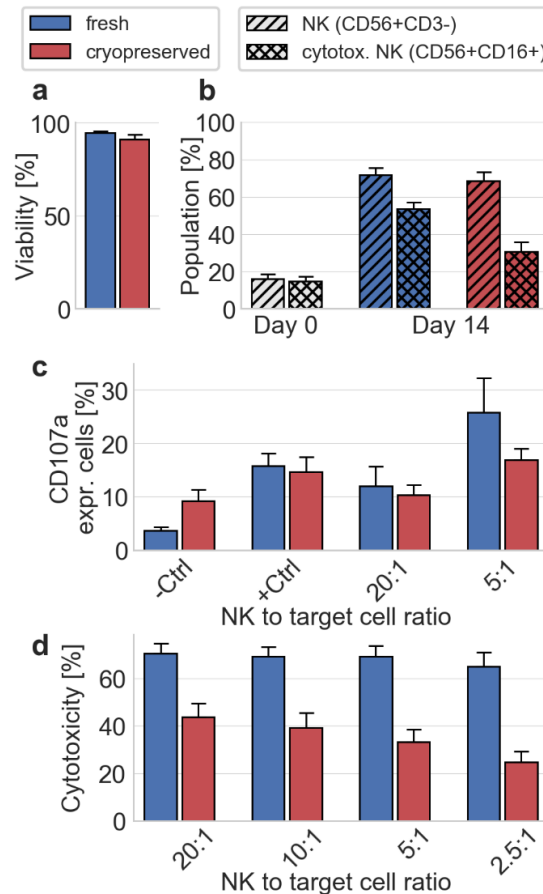 fresh
cryopreserved
NK (CD56+CD3-)
cytotox. NK (CD56+CD16+)
a
Viability [%]
100
50
0
b
Population [%]
100
80
60
40
20
0
Day 0
Day 14
c
CD107a
expr. cells [%]
30
20
10
0
-Ctrl
+Ctrl
20:1
5:1
NK to target cell ratio
d
Cytotoxicity [%]
60
40
20
0
20:1
10:1
5:1
2.5:1
NK to target cell ratio